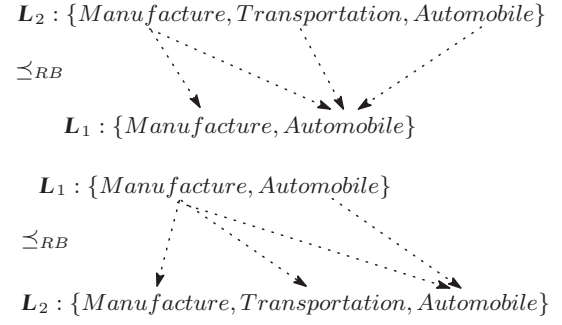 L₂ : {Manufacture, Transportation, Automobile}
⪯RB
L₁ : {Manufacture, Automobile}
L₁ : {Manufacture, Automobile}
⪯RB
L₂ : {Manufacture, Transportation, Automobile}